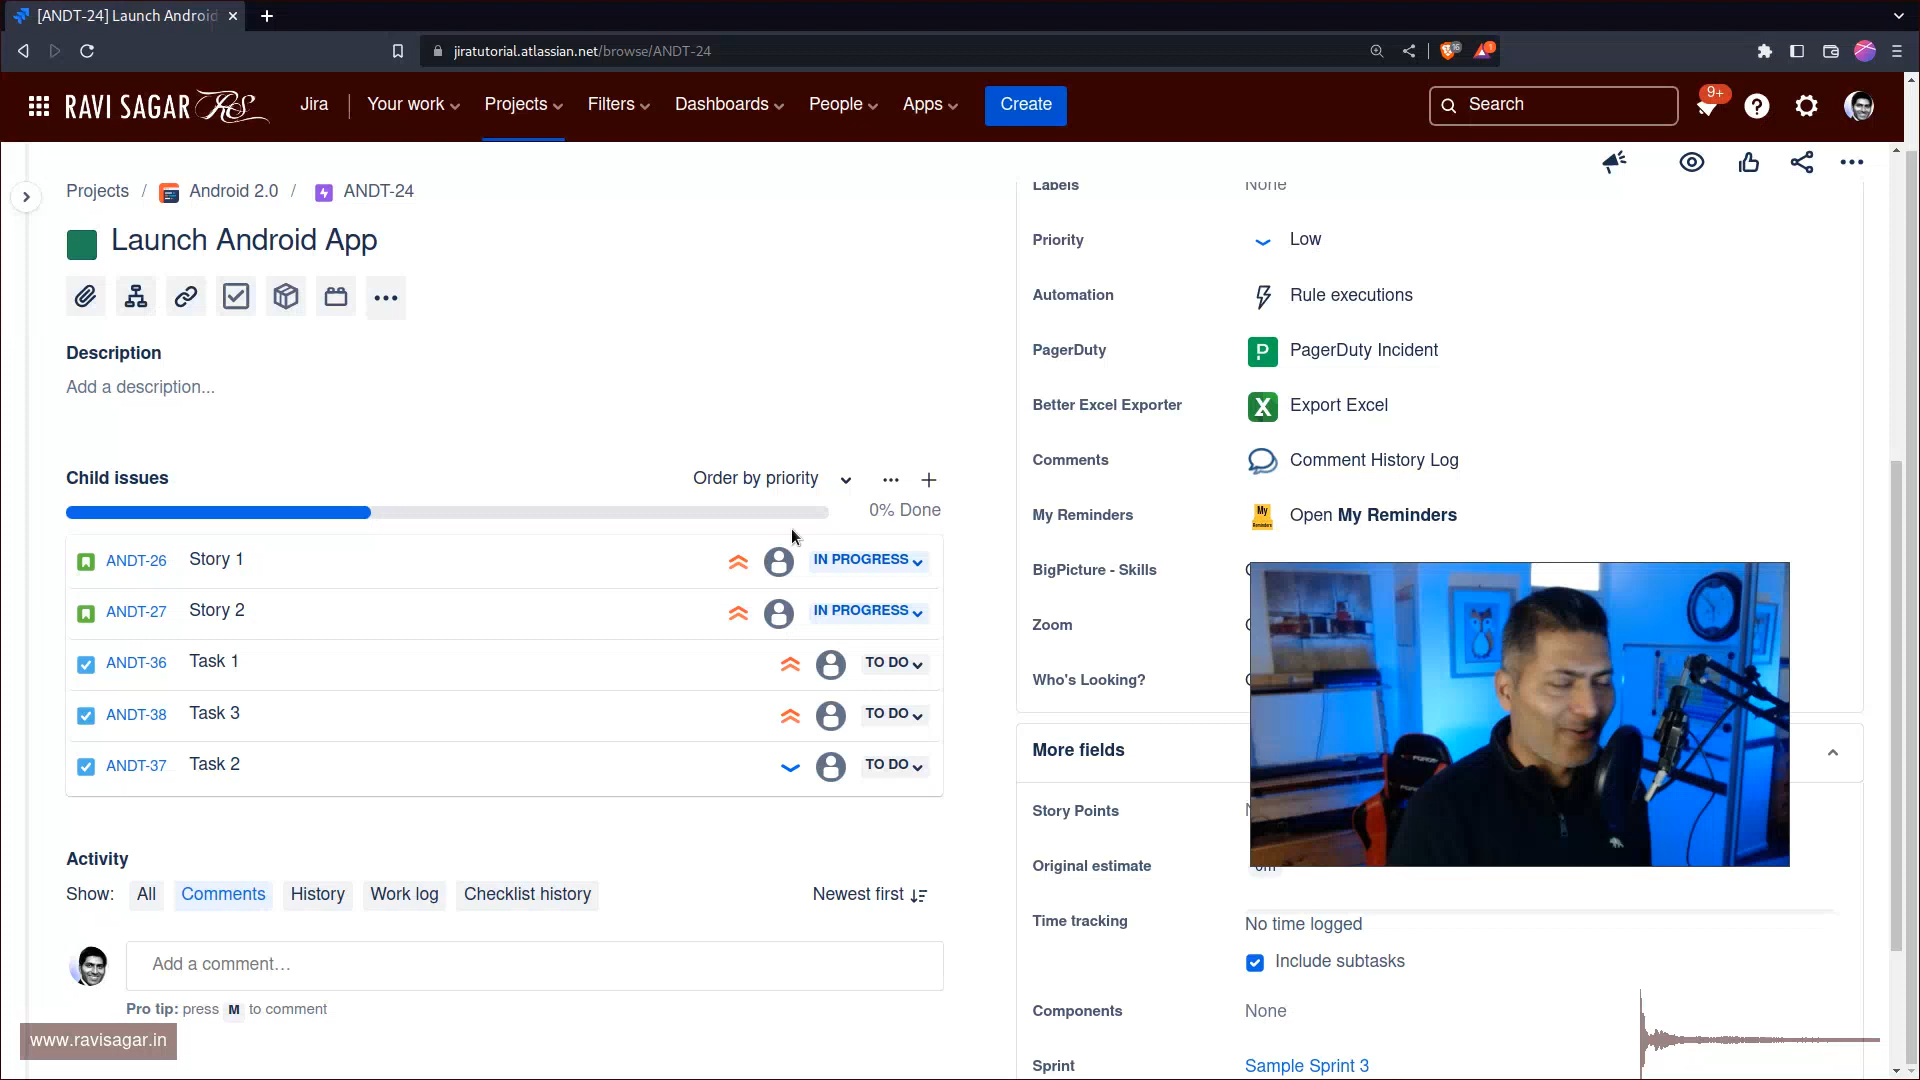 [ANDT-24] Launch Android
jiratutorial.atlassian.net/browse/ANDT-24
16
1
RAVI SAGAR RS
Jira
Your work
Projects
Filters
Dashboards
People
Apps
Create
Search
9+
Projects / Android 2.0 / ANDT-24
Launch Android App
Description
Add a description...
Child issues
Order by priority
0% Done
ANDT-26 Story 1 IN PROGRESS
ANDT-27 Story 2 IN PROGRESS
ANDT-36 Task 1 TO DO
ANDT-38 Task 3 TO DO
ANDT-37 Task 2 TO DO
Activity
Show: All Comments History Work log Checklist history Newest first
Add a comment…
Pro tip: press M to comment
www.ravisagar.in
Labels None
Priority Low
Automation Rule executions
PagerDuty P PagerDuty Incident
Better Excel Exporter X Export Excel
Comments Comment History Log
My Reminders My Reminders Open My Reminders
BigPicture - Skills
Zoom
Who's Looking?
More fields
Story Points
Original estimate 0m
Time tracking No time logged
Include subtasks
Components None
Sprint Sample Sprint 3